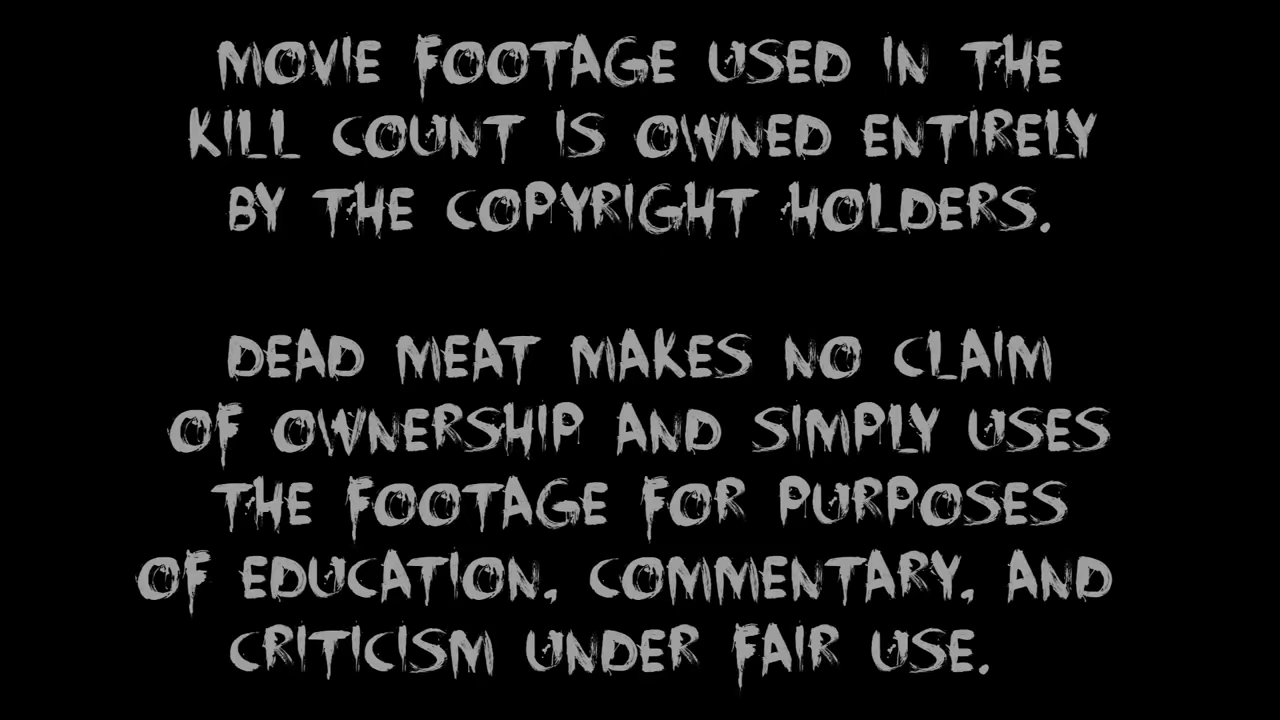 MOVIE FOOTAGE USED IN THE
KILL COUNT IS OWNED ENTIRELY
BY THE COPYRIGHT HOLDERS.
DEAD MEAT MAKES NO CLAIM
OF OWNERSHIP AND SIMPLY USES
THE FOOTAGE FOR PURPOSES
OF EDUCATION, COMMENTARY, AND
CRITICISM UNDER FAIR USE.